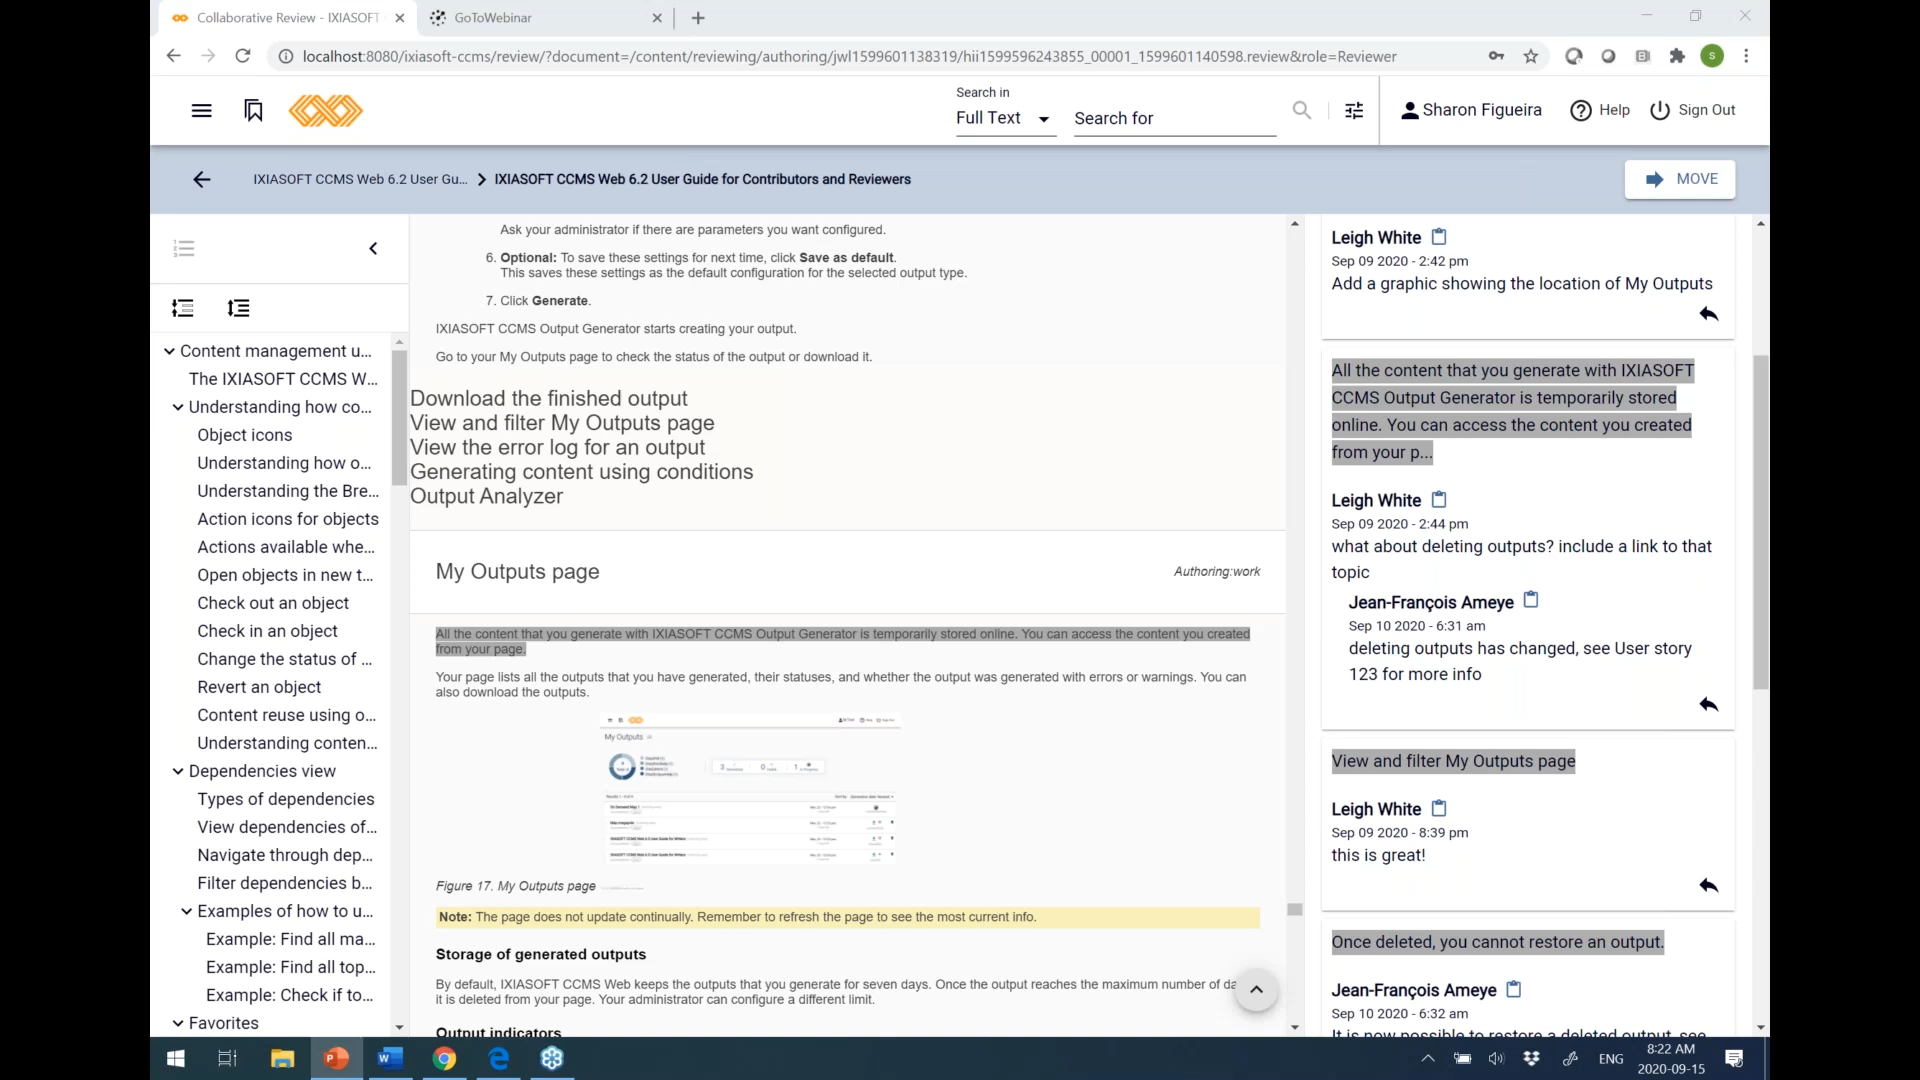 Collaborative Review - IXIASOFT
GoToWebinar
localhost:8080/ixiasoft-ccms/review/?document=/content/reviewing/authoring/jwl1599601138319/hii1599596243855_00001_1599601140598.review&role=Reviewer
S
Search in
Full Text
Search for
Sharon Figueira
Help
Sign Out
IXIASOFT CCMS Web 6.2 User Gu...
IXIASOFT CCMS Web 6.2 User Guide for Contributors and Reviewers
MOVE
Content management u...
The IXIASOFT CCMS W...
Understanding how co...
Object icons
Understanding how o...
Understanding the Bre...
Action icons for objects
Actions available whe...
Open objects in new t...
Check out an object
Check in an object
Change the status of ...
Revert an object
Content reuse using o...
Understanding conten...
Dependencies view
Types of dependencies
View dependencies of...
Navigate through dep...
Filter dependencies b...
Examples of how to u...
Example: Find all ma...
Example: Find all top...
Example: Check if to...
Favorites
Ask your administrator if there are parameters you want configured.
6. Optional: To save these settings for next time, click Save as default.
This saves these settings as the default configuration for the selected output type.
7. Click Generate.
IXIASOFT CCMS Output Generator starts creating your output.
Go to your My Outputs page to check the status of the output or download it.
Download the finished output
View and filter My Outputs page
View the error log for an output
Generating content using conditions
Output Analyzer
My Outputs page
Authoring:work
All the content that you generate with IXIASOFT CCMS Output Generator is temporarily stored online. You can access the content you created
from your page.
Your page lists all the outputs that you have generated, their statuses, and whether the output was generated with errors or warnings. You can
also download the outputs.
My Outputs
Figure 17. My Outputs page
Note: The page does not update continually. Remember to refresh the page to see the most current info.
Storage of generated outputs
By default, IXIASOFT CCMS Web keeps the outputs that you generate for seven days. Once the output reaches the maximum number of
it is deleted from your page. Your administrator can configure a different limit.
Output indicators
Leigh White
Sep 09 2020 - 2:42 pm
Add a graphic showing the location of My Outputs
All the content that you generate with IXIASOFT
CCMS Output Generator is temporarily stored
online. You can access the content you created
from your p...
Leigh White
Sep 09 2020 - 2:44 pm
what about deleting outputs? include a link to that
topic
Jean-François Ameye
Sep 10 2020 - 6:31 am
deleting outputs has changed, see User story
123 for more info
View and filter My Outputs page
Leigh White
Sep 09 2020 - 8:39 pm
this is great!
Once deleted, you cannot restore an output.
Jean-François Ameye
Sep 10 2020 - 6:32 am
It is now possible to restore a deleted output, see
ENG
8:22 AM
2020-09-15